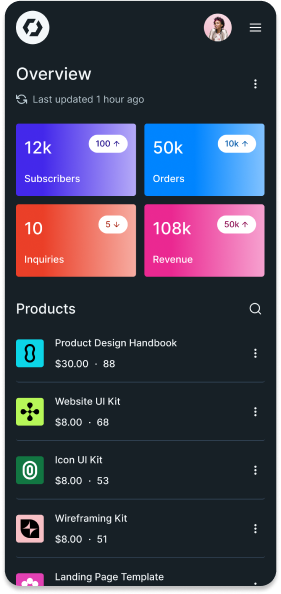 Overview
Last updated 1 hour ago
12k
100 ↑
Subscribers
50k
10k ↑
Orders
10
5 ↓
Inquiries
108k
50k ↑
Revenue
Products
Product Design Handbook
$30.00 · 88
Website UI Kit
$8.00 · 68
Icon UI Kit
$8.00 · 53
Wireframing Kit
$8.00 · 51
Landing Page Template